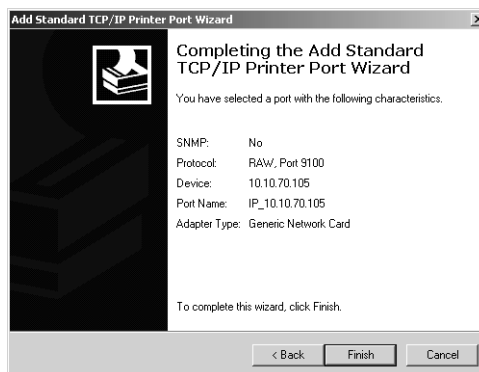 Add Standard TCP/IP Printer Port Wizard
Completing the Add Standard
TCP/IP Printer Port Wizard
You have selected a port with the following characteristics.
SNMP: No
Protocol: RAW, Port 9100
Device: 10.10.70.105
Port Name: IP_10.10.70.105
Adapter Type: Generic Network Card
To complete this wizard, click Finish.
< Back Finish Cancel